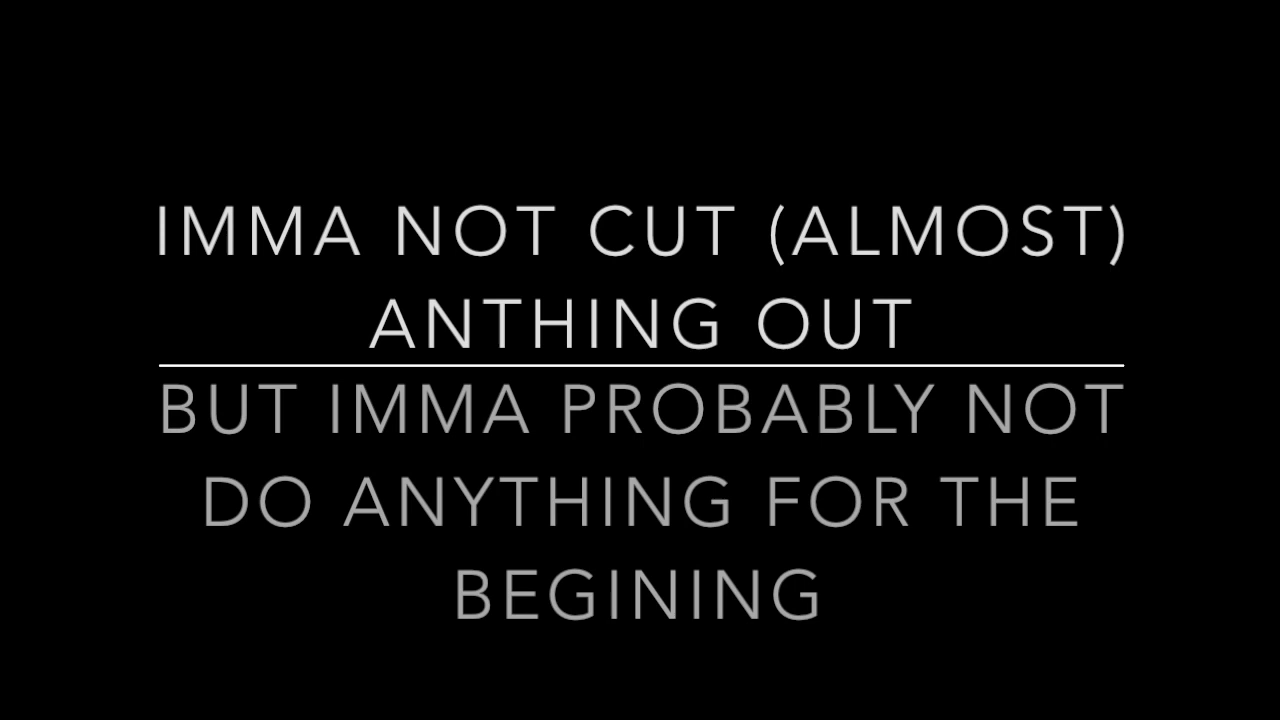 IMMA NOT CUT (ALMOST)
ANTHING OUT
BUT IMMA PROBABLY NOT
DO ANYTHING FOR THE
BEGINING